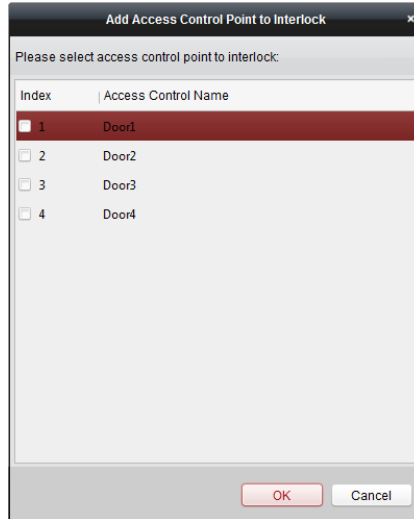 Add Access Control Point to Interlock ×
Please select access control point to interlock:
Index Access Control Name
1 Door1
2 Door2
3 Door3
4 Door4
OK Cancel